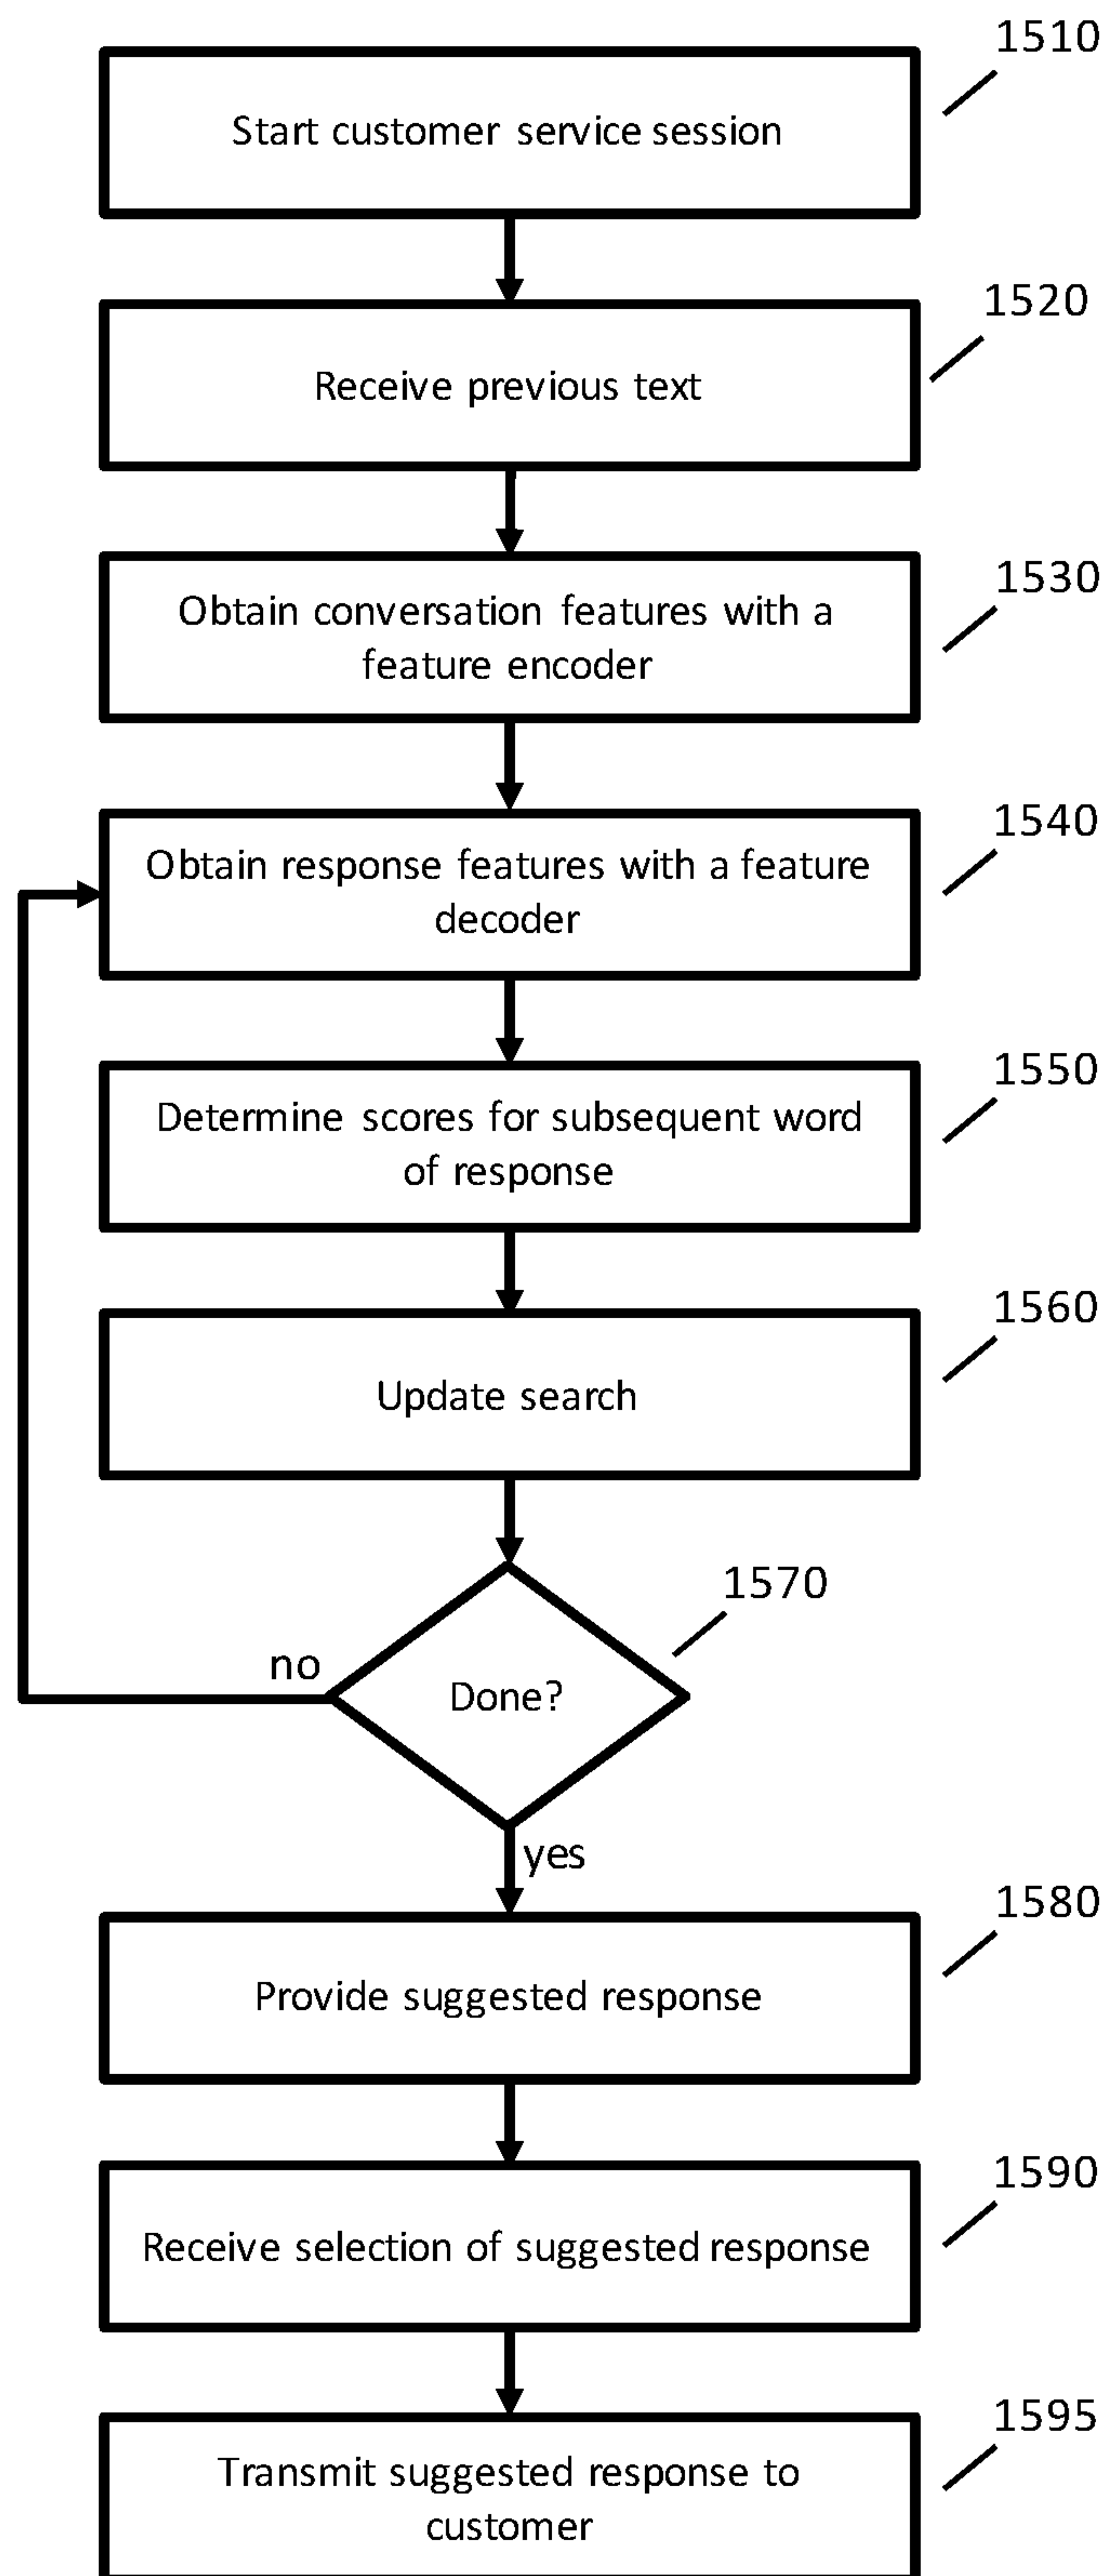 1510
Start customer service session
1520
Receive previous text
1530
Obtain conversation features with a
feature encoder
1540
Obtain response features with a feature
decoder
1550
Determine scores for subsequent word
of response
1560
Update search
1570
no
Done?
yes
1580
Provide suggested response
1590
Receive selection of suggested response
1595
Transmit suggested response to
customer